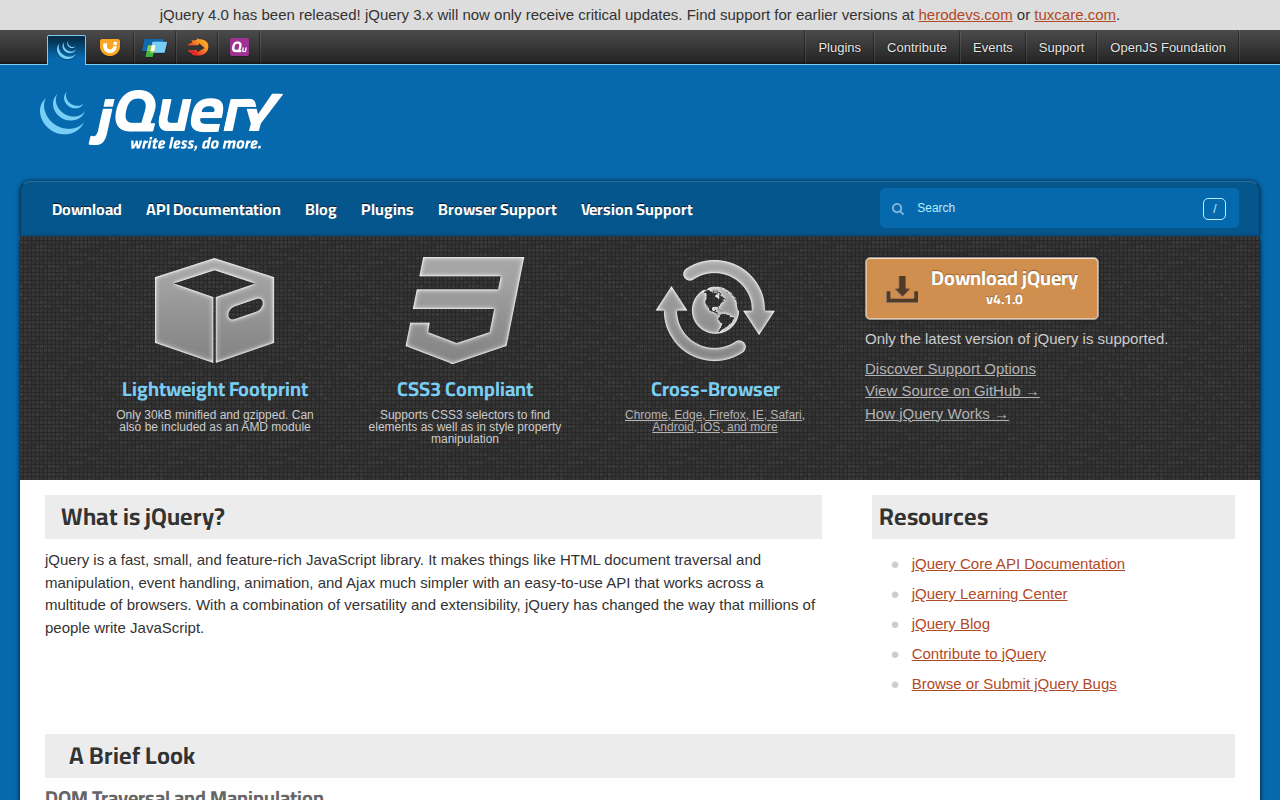 jQuery 4.0 has been released! jQuery 3.x will now only receive critical updates. Find support for earlier versions at herodevs.com or tuxcare.com.
Plugins Contribute Events Support OpenJS Foundation
jQuery
write less, do more.
Download API Documentation Blog Plugins Browser Support Version Support Search /
Lightweight Footprint
Only 30kB minified and gzipped. Can
also be included as an AMD module
CSS3 Compliant
Supports CSS3 selectors to find
elements as well as in style property
manipulation
Cross-Browser
Chrome, Edge, Firefox, IE, Safari,
Android, iOS, and more
Download jQuery
v4.1.0
Only the latest version of jQuery is supported.
Discover Support Options
View Source on GitHub →
How jQuery Works →
What is jQuery?
jQuery is a fast, small, and feature-rich JavaScript library. It makes things like HTML document traversal and
manipulation, event handling, animation, and Ajax much simpler with an easy-to-use API that works across a
multitude of browsers. With a combination of versatility and extensibility, jQuery has changed the way that millions of
people write JavaScript.
Resources
jQuery Core API Documentation
jQuery Learning Center
jQuery Blog
Contribute to jQuery
Browse or Submit jQuery Bugs
A Brief Look
DOM Traversal and Manipulation